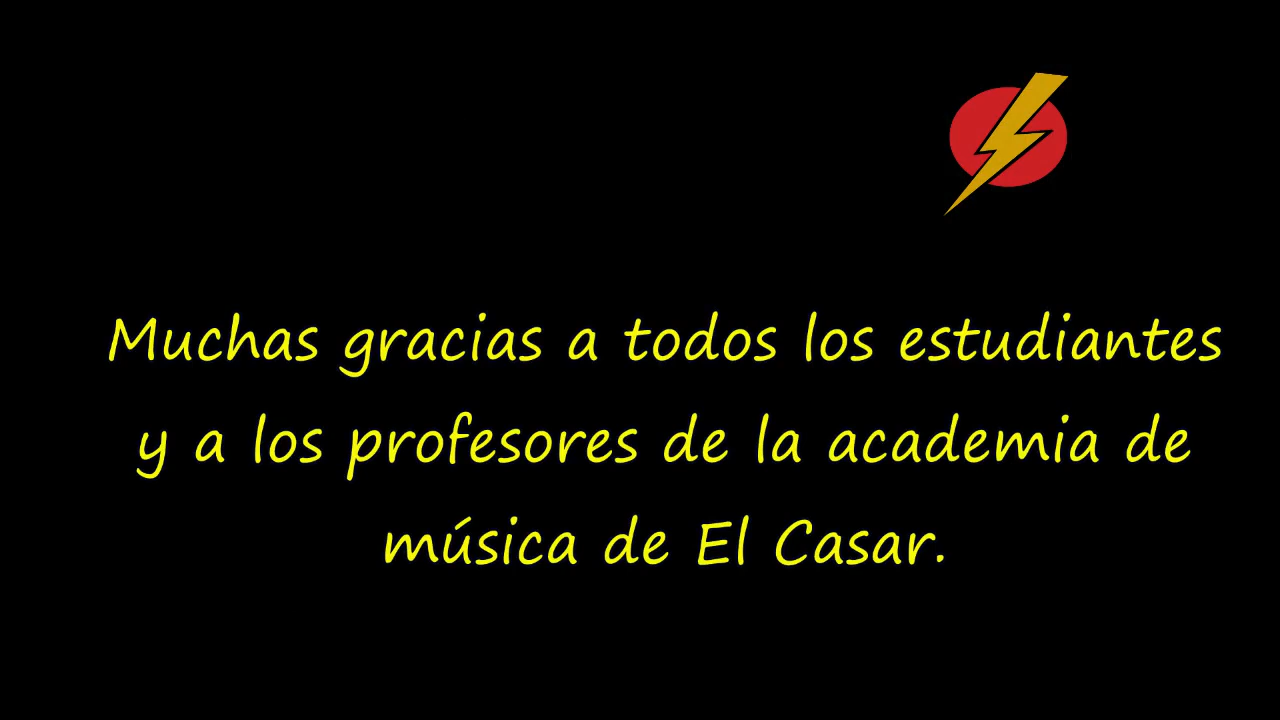 Muchas gracias a todos los estudiantes
y a los profesores de la academia de
música de El Casar.